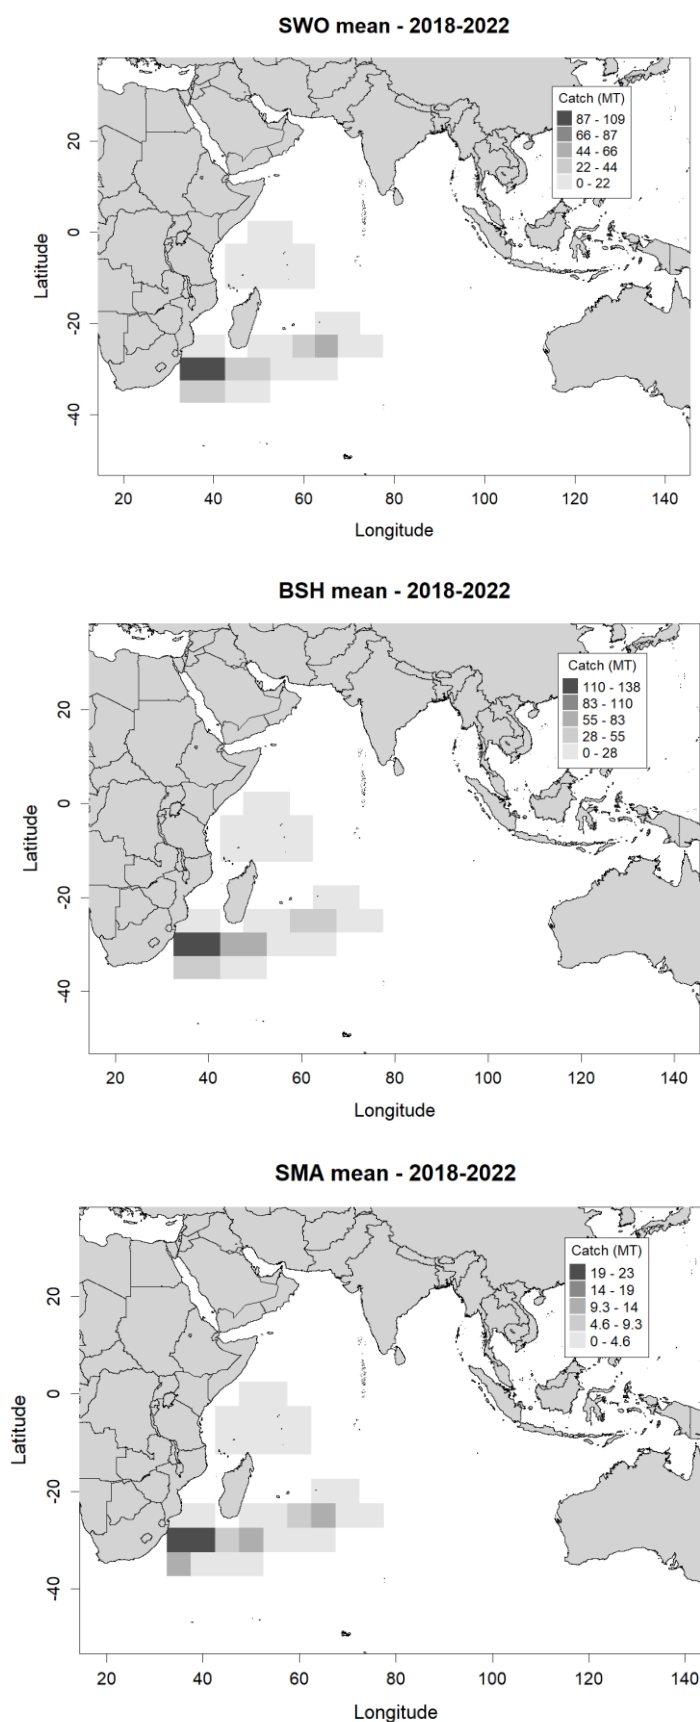 SWO mean - 2018-2022
Catch (MT)
87 - 109
66 - 87
44 - 66
22 - 44
0 - 22
20
0
-20
-40
Latitude
20 40 60 80 100 120 140
Longitude
BSH mean - 2018-2022
Catch (MT)
110 - 138
83 - 110
55 - 83
28 - 55
0 - 28
20
0
-20
-40
Latitude
20 40 60 80 100 120 140
Longitude
SMA mean - 2018-2022
Catch (MT)
19 - 23
14 - 19
9.3 - 14
4.6 - 9.3
0 - 4.6
20
0
-20
-40
Latitude
20 40 60 80 100 120 140
Longitude